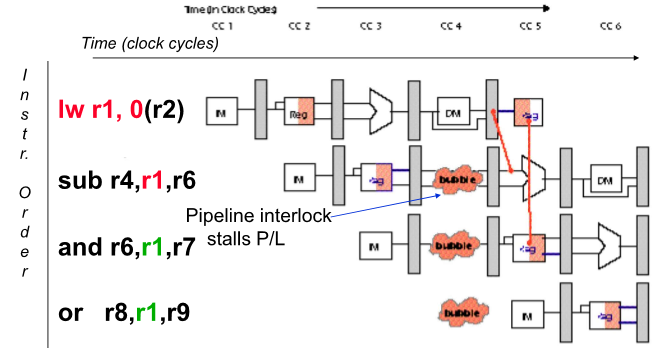 Time (In Clock Cycles)
CC 1 CC 2 CC 3 CC 4 CC 5 CC 6
Time (clock cycles)
Instr. Order
lw r1, 0(r2)
IM Reg DM Reg
sub r4,r1,r6
IM Reg bubble DM
Pipeline interlock
stalls P/L
and r6,r1,r7
IM bubble Reg
or r8,r1,r9
bubble IM Reg